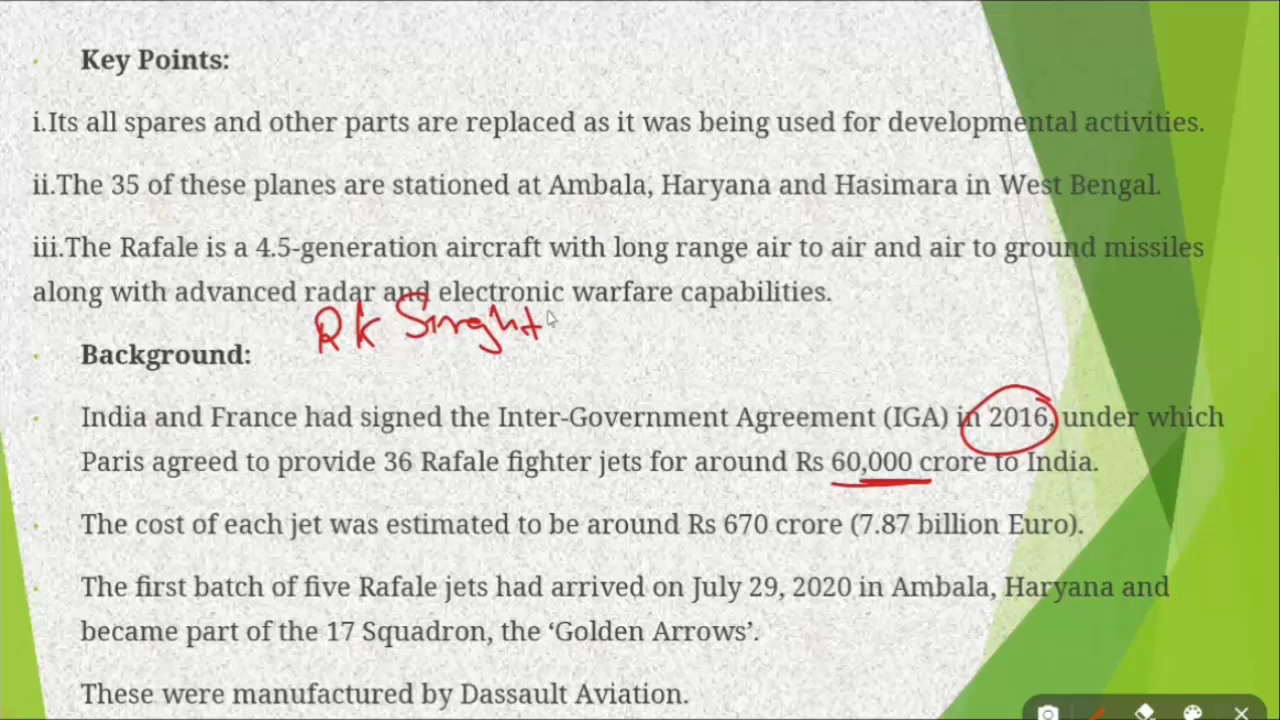 Key Points:
i.Its all spares and other parts are replaced as it was being used for developmental activities.
ii.The 35 of these planes are stationed at Ambala, Haryana and Hasimara in West Bengal.
iii.The Rafale is a 4.5-generation aircraft with long range air to air and air to ground missiles
along with advanced radar and electronic warfare capabilities.
RK
Background:
India and France had signed the Inter-Government Agreement (IGA) in 2016, under which
Paris agreed to provide 36 Rafale fighter jets for around Rs 60,000 crore to India.
The cost of each jet was estimated to be around Rs 670 crore (7.87 billion Euro).
The first batch of five Rafale jets had arrived on July 29, 2020 in Ambala, Haryana and
became part of the 17 Squadron, the ‘Golden Arrows’.
These were manufactured by Dassault Aviation.